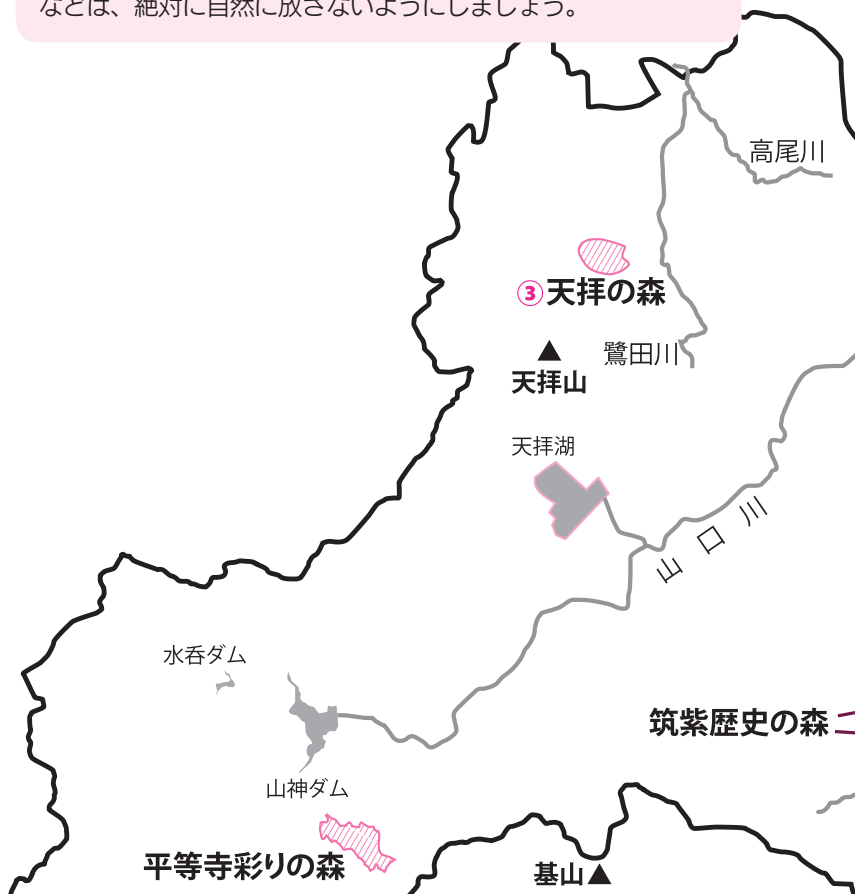 などは、絶対に自然に放さないようにしましょう。
高尾川
③天拝の森
鷺田川
天拝山
天拝湖
山口川
水呑ダム
筑紫歴史の森
山神ダム
平等寺彩りの森
基山